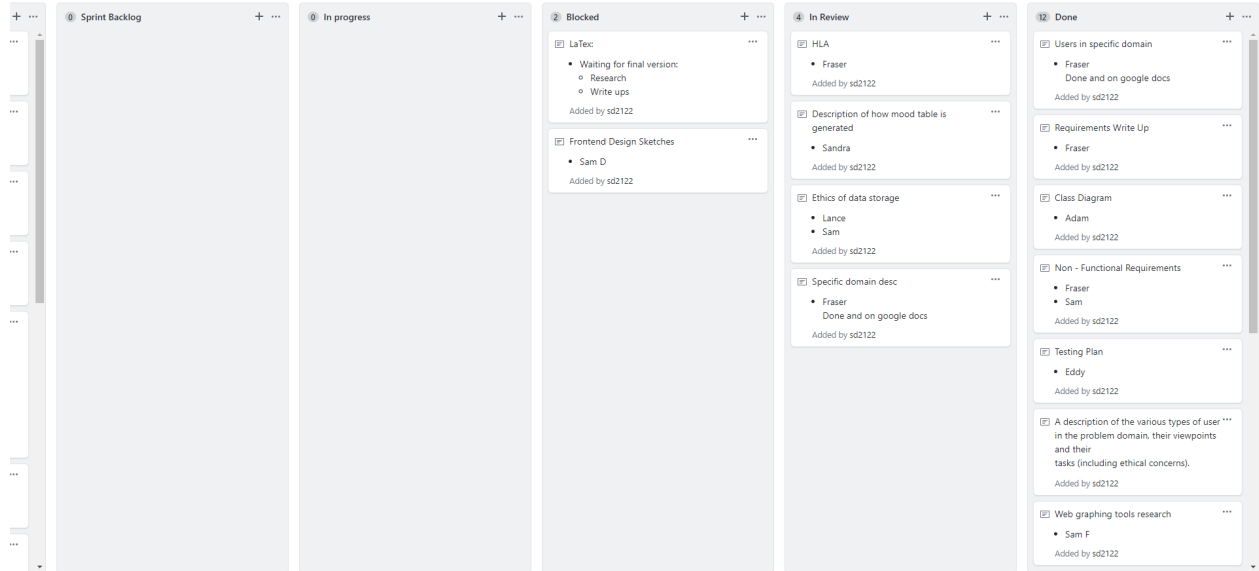 0 Sprint Backlog
0 In progress
2 Blocked
LaTex:
Waiting for final version:
Research
Write ups
Added by sd2122
Frontend Design Sketches
Sam D
Added by sd2122
4 In Review
HLA
Fraser
Added by sd2122
Description of how mood table is
generated
Sandra
Added by sd2122
Ethics of data storage
Lance
Sam
Added by sd2122
Specific domain desc
Fraser
Done and on google docs
Added by sd2122
12 Done
Users in specific domain
Fraser
Done and on google docs
Added by sd2122
Requirements Write Up
Fraser
Added by sd2122
Class Diagram
Adam
Added by sd2122
Non - Functional Requirements
Fraser
Sam
Added by sd2122
Testing Plan
Eddy
Added by sd2122
A description of the various types of user
in the problem domain, their viewpoints
and their
tasks (including ethical concerns).
Added by sd2122
Web graphing tools research
Sam F
Added by sd2122